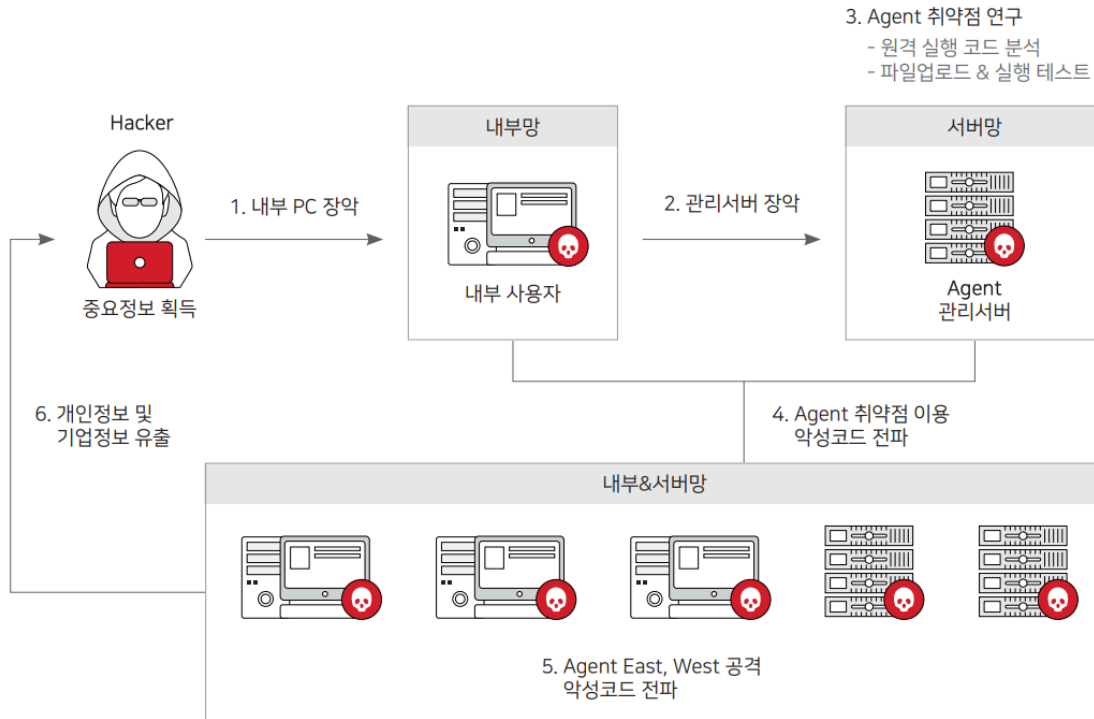 3. Agent 취약점 연구
- 원격 실행 코드 분석
- 파일업로드 & 실행 테스트
Hacker
중요정보 획득
1. 내부 PC 장악
내부망
내부 사용자
2. 관리서버 장악
서버망
Agent
관리서버
4. Agent 취약점 이용
악성코드 전파
6. 개인정보 및
기업정보 유출
내부&서버망
5. Agent East, West 공격
악성코드 전파